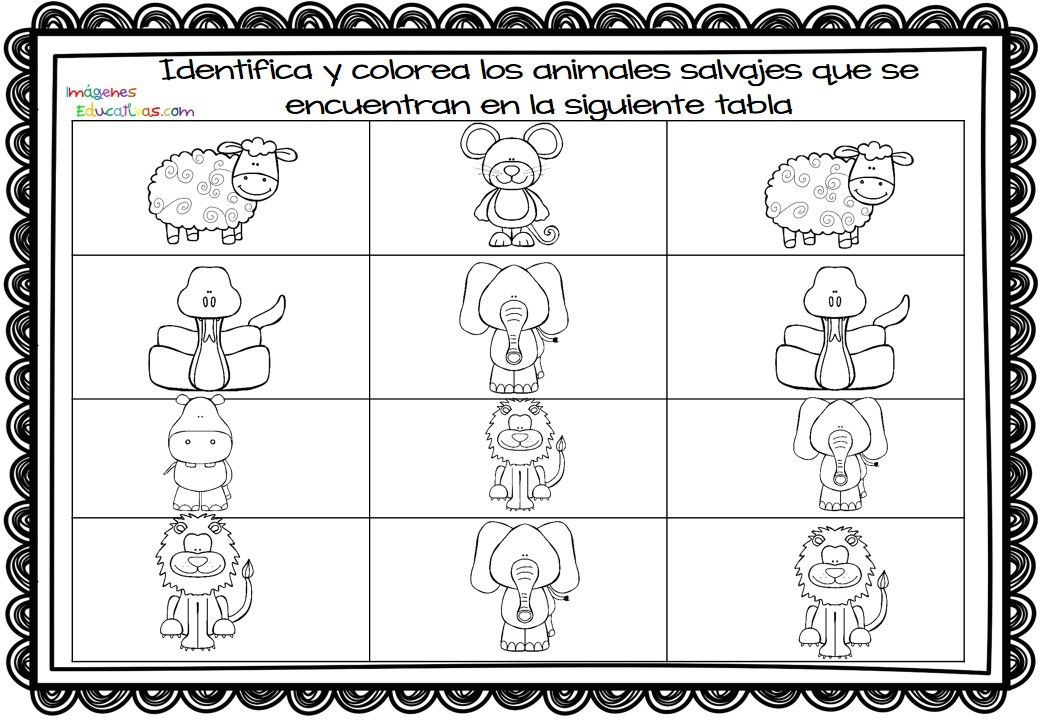 Identifica y colorea los animales salvajes que se
encuentran en la siguiente tabla
Imágenes
Educativas.com